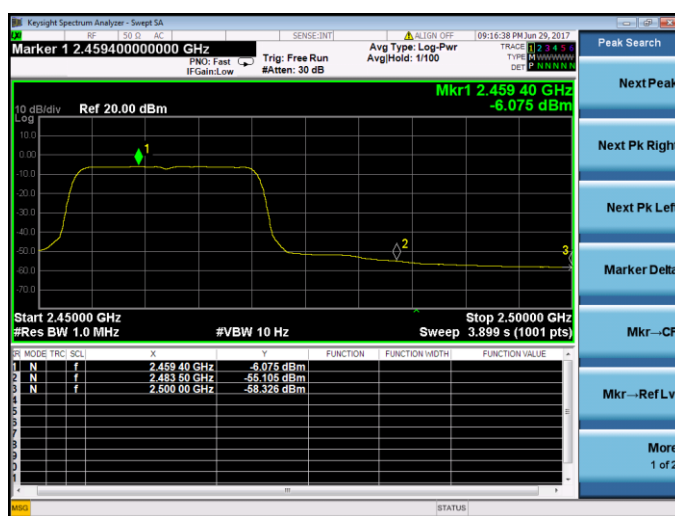 Keysight Spectrum Analyzer - Swept SA
RF 50 Ω AC SENSE:INT ALIGN OFF 09:16:38 PM Jun 29, 2017
Marker 1 2.459400000000 GHz
PNO: Fast
IFGain:Low
Trig: Free Run
#Atten: 30 dB
Avg Type: Log-Pwr
Avg|Hold: 1/100
TRACE 1 2 3 4 5 6
TYPE M WWWWW
DET P N N N N N
Peak Search
Mkr1 2.459 40 GHz
-6.075 dBm
10 dB/div Ref 20.00 dBm
Log
10.0
0.00
-10.0
-20.0
-30.0
-40.0
-50.0
-60.0
-70.0
1
2
3
Start 2.45000 GHz Stop 2.50000 GHz
#Res BW 1.0 MHz #VBW 10 Hz Sweep 3.899 s (1001 pts)
MODE TRC SCL X Y FUNCTION FUNCTION WIDTH FUNCTION VALUE
1 N f 2.459 40 GHz -6.075 dBm
2 N f 2.483 50 GHz -55.105 dBm
3 N f 2.500 00 GHz -58.326 dBm
4
5
6
7
8
9
0
1
Next Peak
Next Pk Right
Next Pk Left
Marker Delta
Mkr→CF
Mkr→Ref Lv
More
1 of 2
MSG STATUS